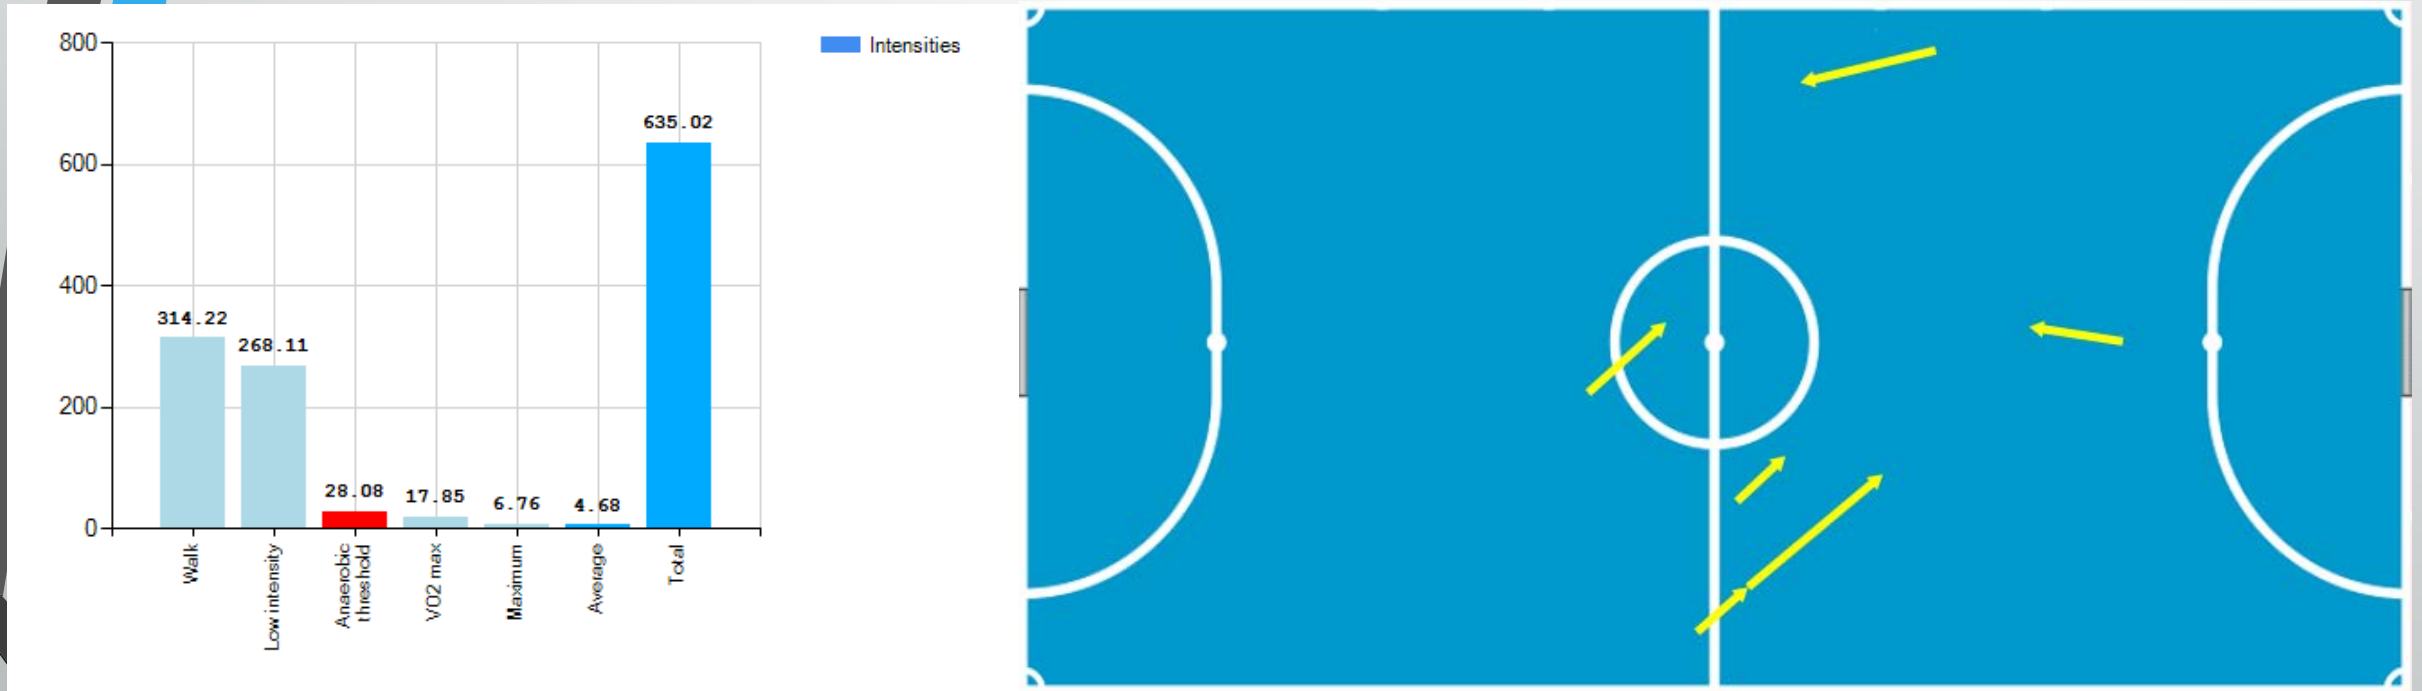 800
600
400
200
0
314.22
268.11
28.08
17.85
6.76
4.68
635.02
Walk
Low intensity
Anaerobic
threshold
VO2 max
Maximum
Average
Total
Intensities